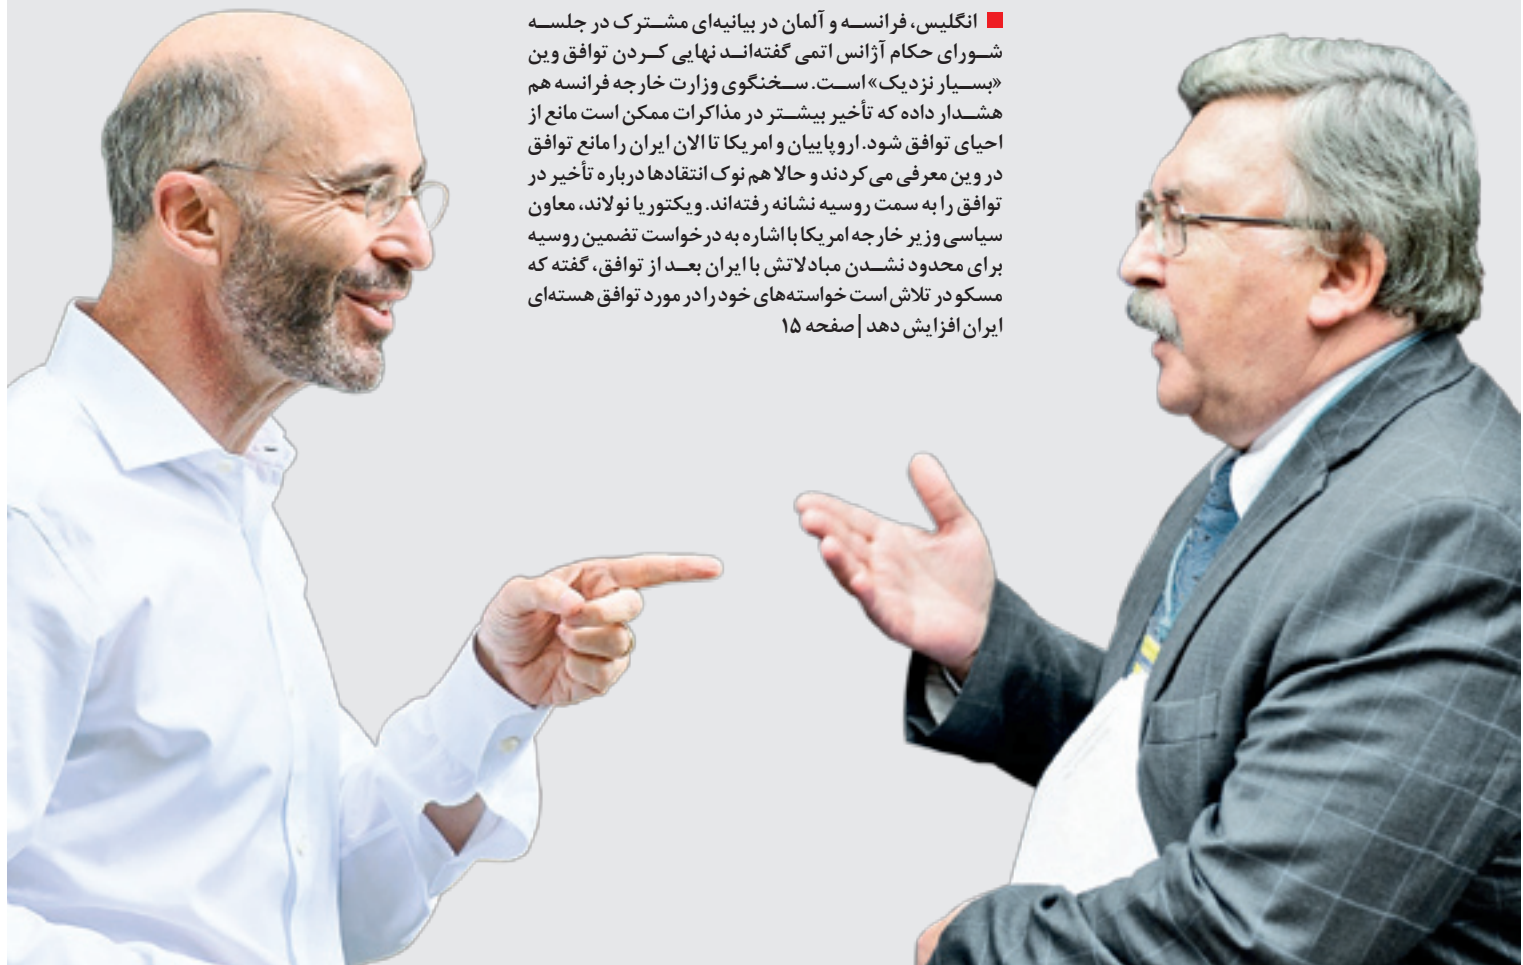 انگلیس، فرانسه و آلمان در بیانیه‌ای مشترک در جلسه
شورای حکام آژانس اتمی گفته‌اند نهایی کردن توافق وین
«بسیار نزدیک» است. سخنگوی وزارت خارجه فرانسه هم
هشدار داده که تأخیر بیشتر در مذاکرات ممکن است مانع از
احیای توافق شود. اروپاییان و امریکا تا الان ایران را مانع توافق
در وین معرفی می‌کردند و حالا هم نوک انتقادها درباره تأخیر در
توافق را به سمت روسیه نشانه رفته‌اند. ویکتوریا نولاند، معاون
سیاسی وزیر خارجه امریکا با اشاره به درخواست تضمین روسیه
برای محدود نشدن مبادلاتش با ایران بعد از توافق، گفته که
مسکو در تلاش است خواسته‌های خود را در مورد توافق هسته‌ای
ایران افزایش دهد | صفحه ۱۵